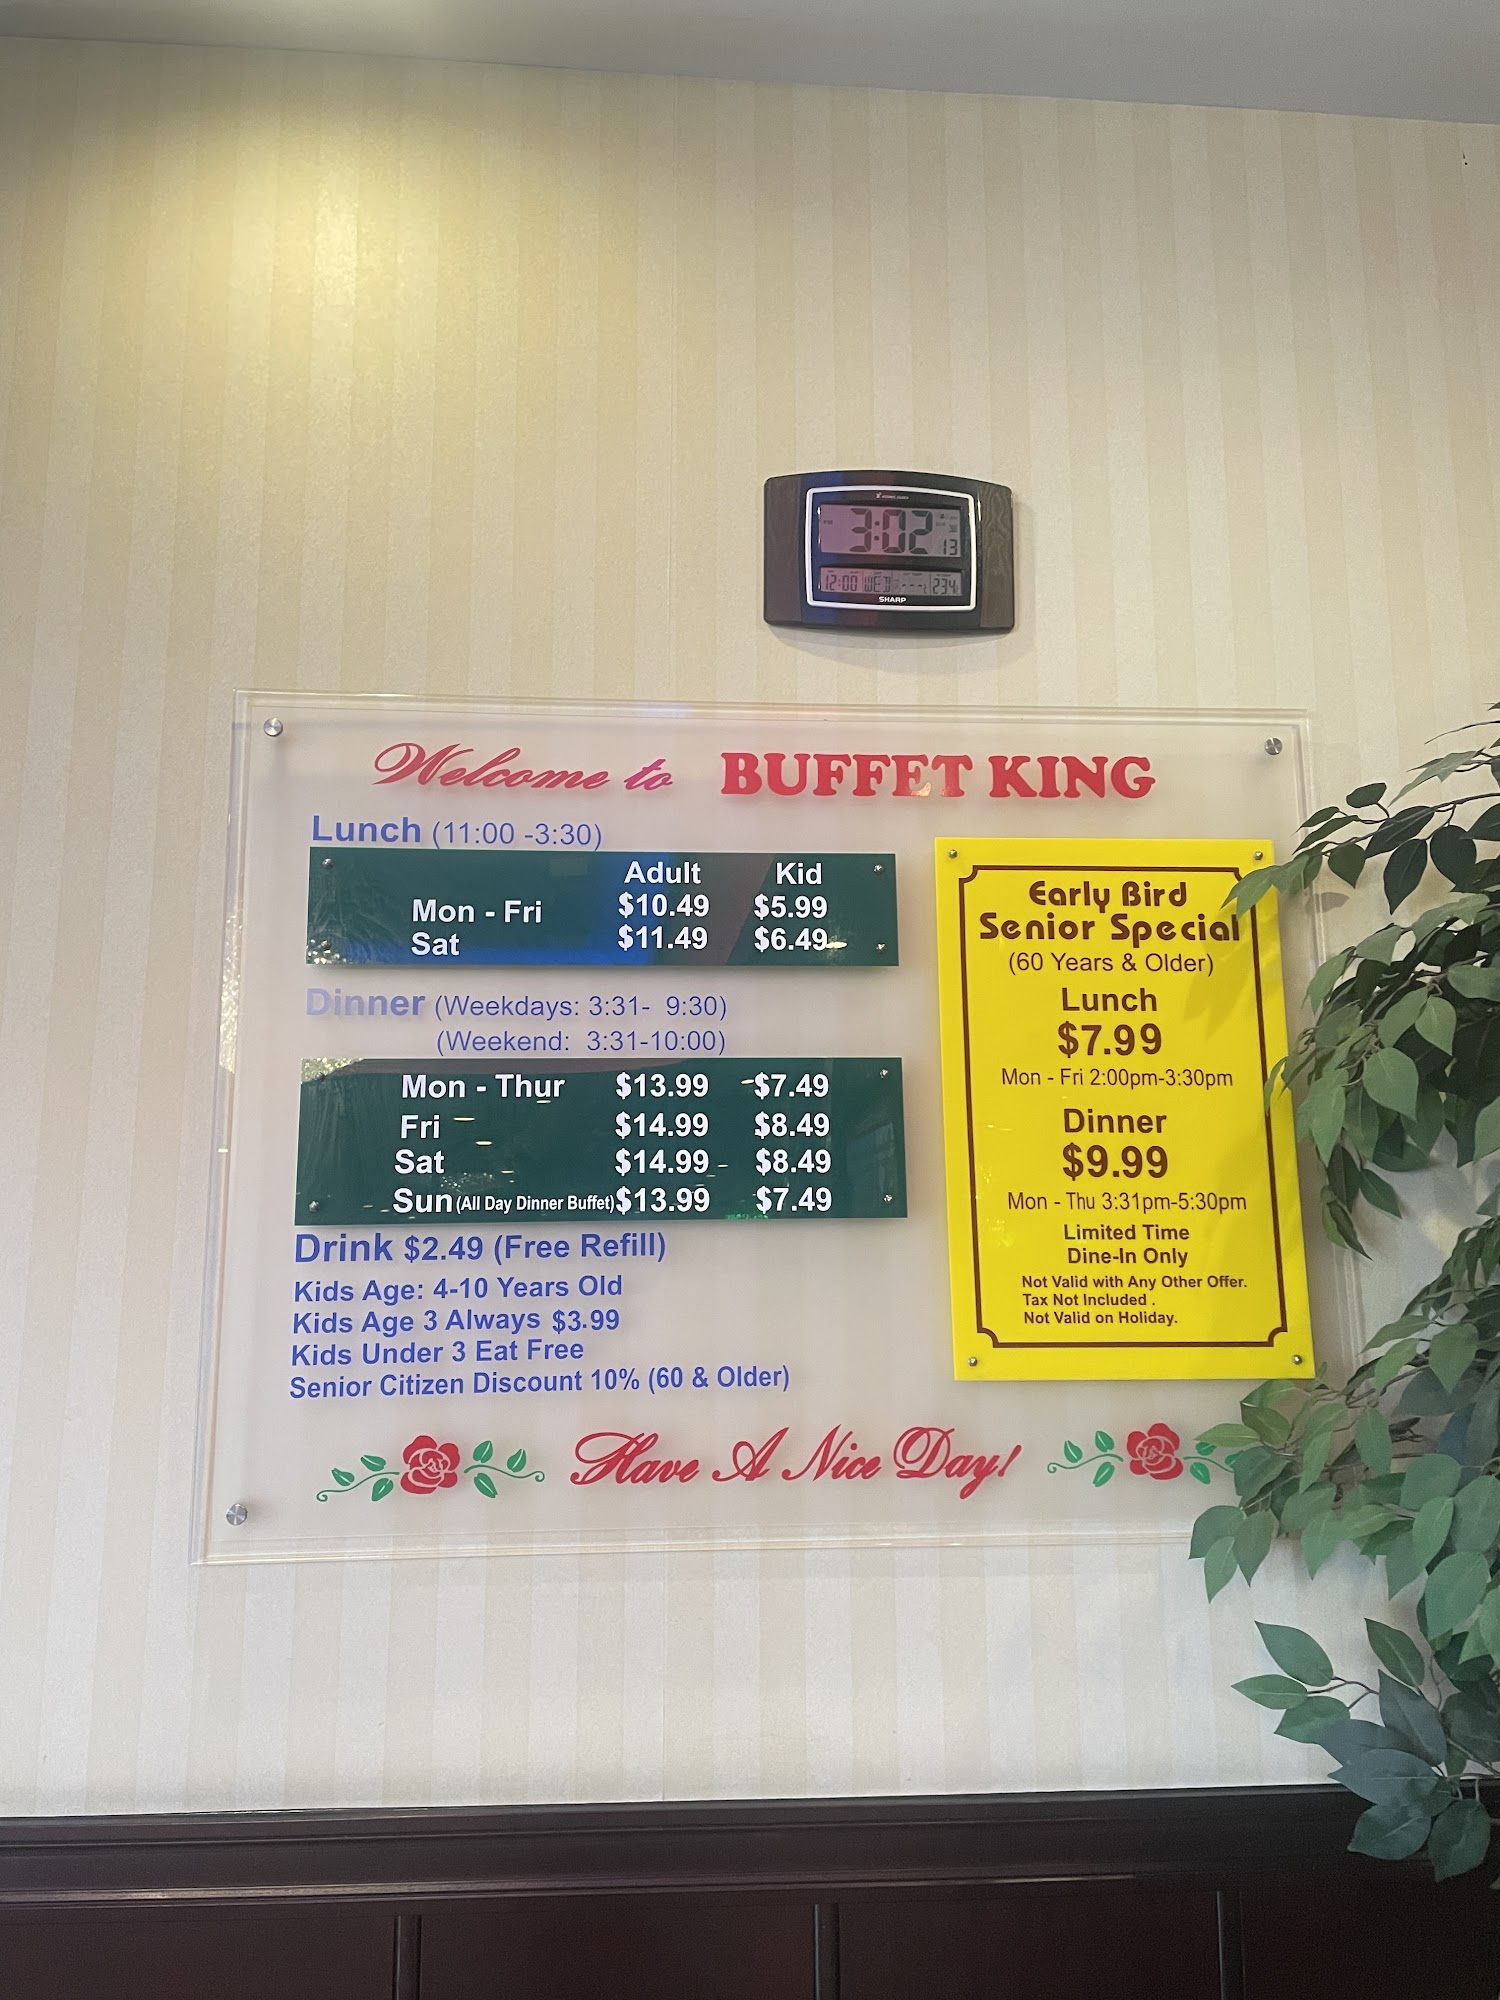 3:02 13
12:00 WED
SHARP
Welcome to BUFFET KING
Lunch (11:00 -3:30)
Adult Kid
Mon - Fri $10.49 $5.99
Sat $11.49 $6.49
Dinner (Weekdays: 3:31- 9:30)
(Weekend: 3:31-10:00)
Mon - Thur $13.99 $7.49
Fri $14.99 $8.49
Sat $14.99 $8.49
Sun (All Day Dinner Buffet) $13.99 $7.49
Drink $2.49 (Free Refill)
Kids Age: 4-10 Years Old
Kids Age 3 Always $3.99
Kids Under 3 Eat Free
Senior Citizen Discount 10% (60 & Older)
Early Bird
Senior Special
(60 Years & Older)
Lunch
$7.99
Mon - Fri 2:00pm-3:30pm
Dinner
$9.99
Mon - Thu 3:31pm-5:30pm
Limited Time
Dine-In Only
Not Valid with Any Other Offer.
Tax Not Included .
Not Valid on Holiday.
Have A Nice Day!